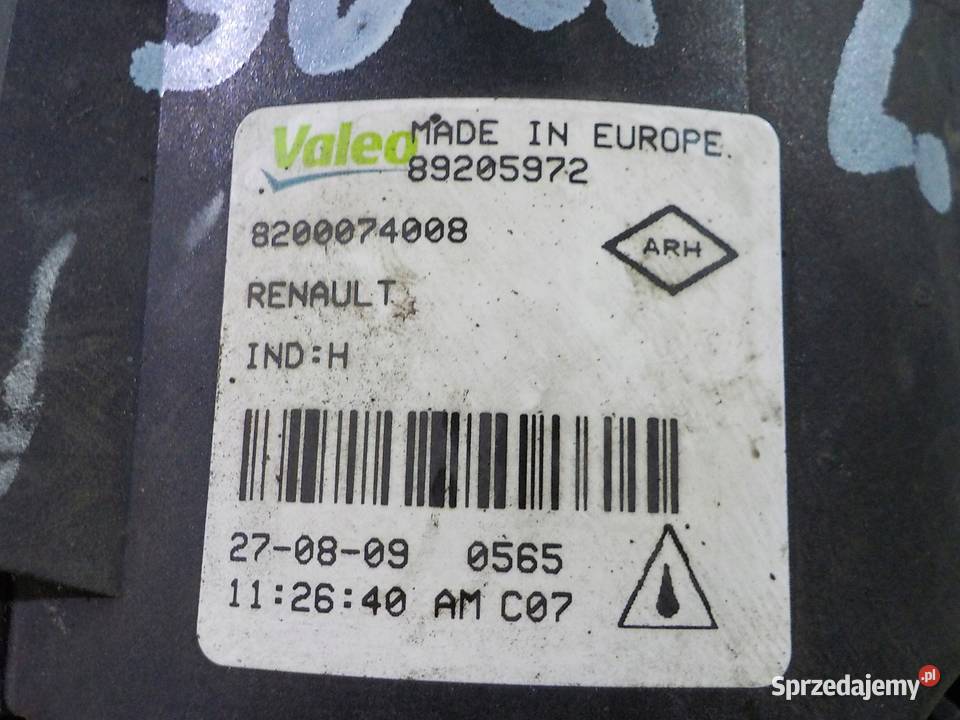 Valeo MADE IN EUROPE.
89205972
8200074008
ARH
RENAULT
IND:H
27-08-09 0565
11:26:40 AM C07
Sprzedajemy.pl